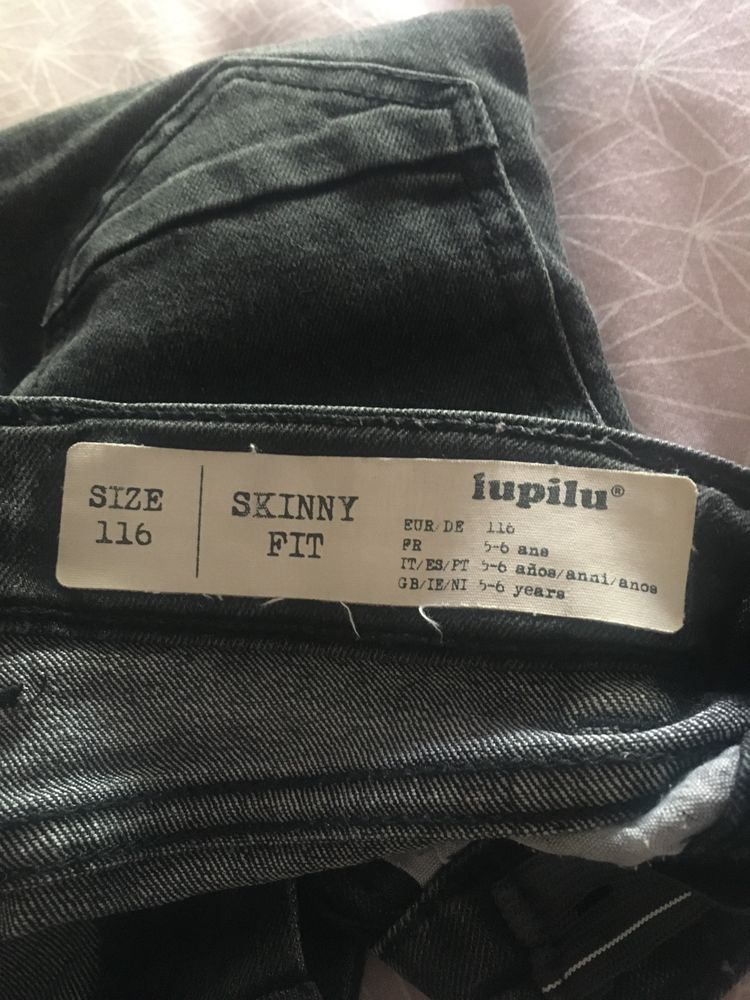 SIZE
116
SKINNY
FIT
lupilu®
EUR/DE 116
FR 5-6 ans
IT/ES/PT 5-6 años/anni/anos
GB/IE/NI 5-6 years